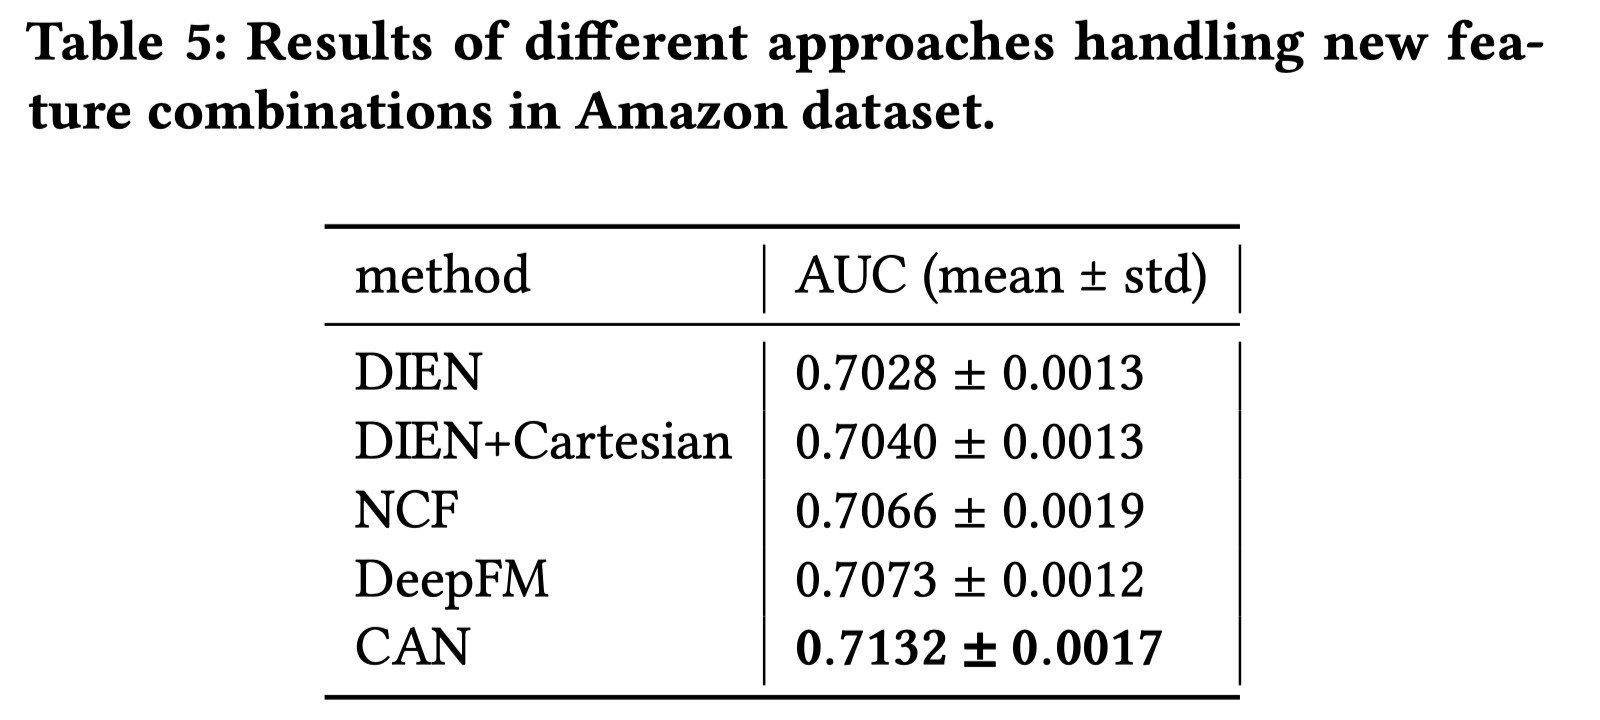 Table 5: Results of different approaches handling new fea-
ture combinations in Amazon dataset.
method AUC (mean ± std)
DIEN 0.7028 ± 0.0013
DIEN+Cartesian 0.7040 ± 0.0013
NCF 0.7066 ± 0.0019
DeepFM 0.7073 ± 0.0012
CAN 0.7132 ± 0.0017